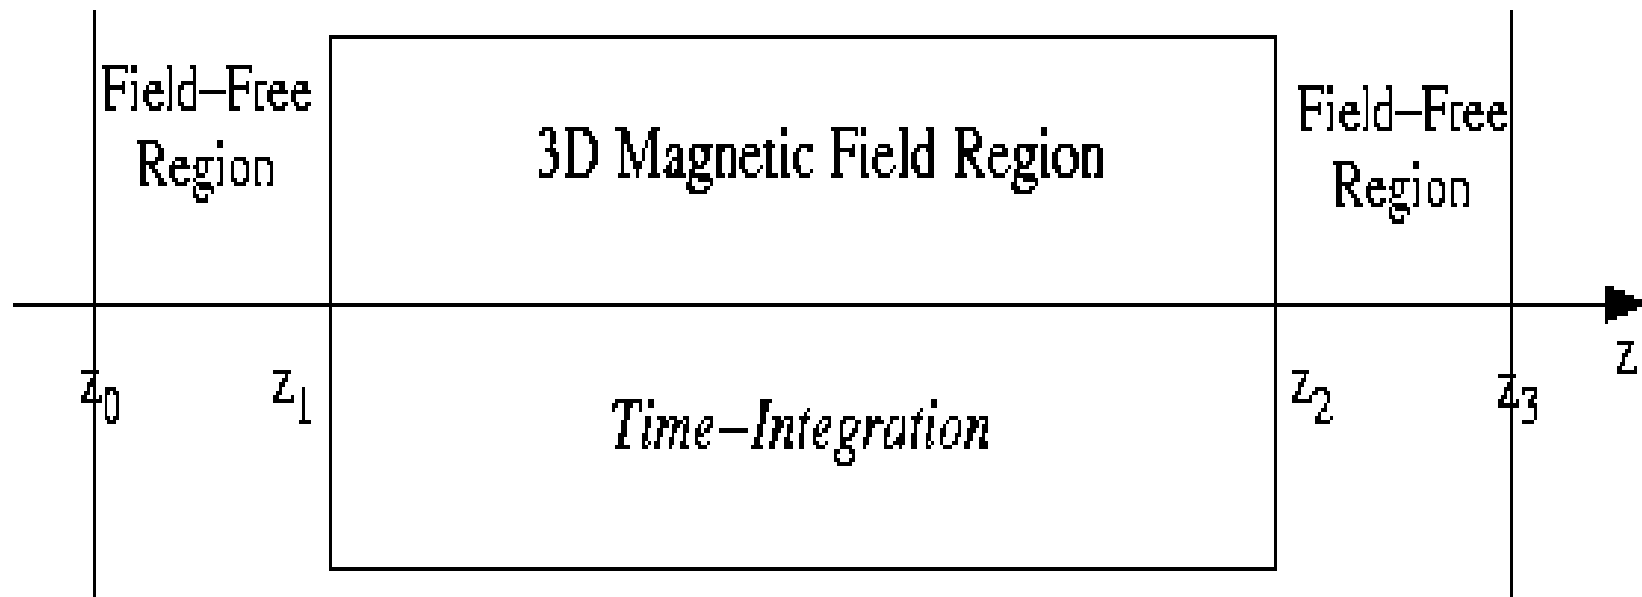 Field–Free
Region
3D Magnetic Field Region
Field–Free
Region
z
z₀
z₁
Time–Integration
z₂
z₃